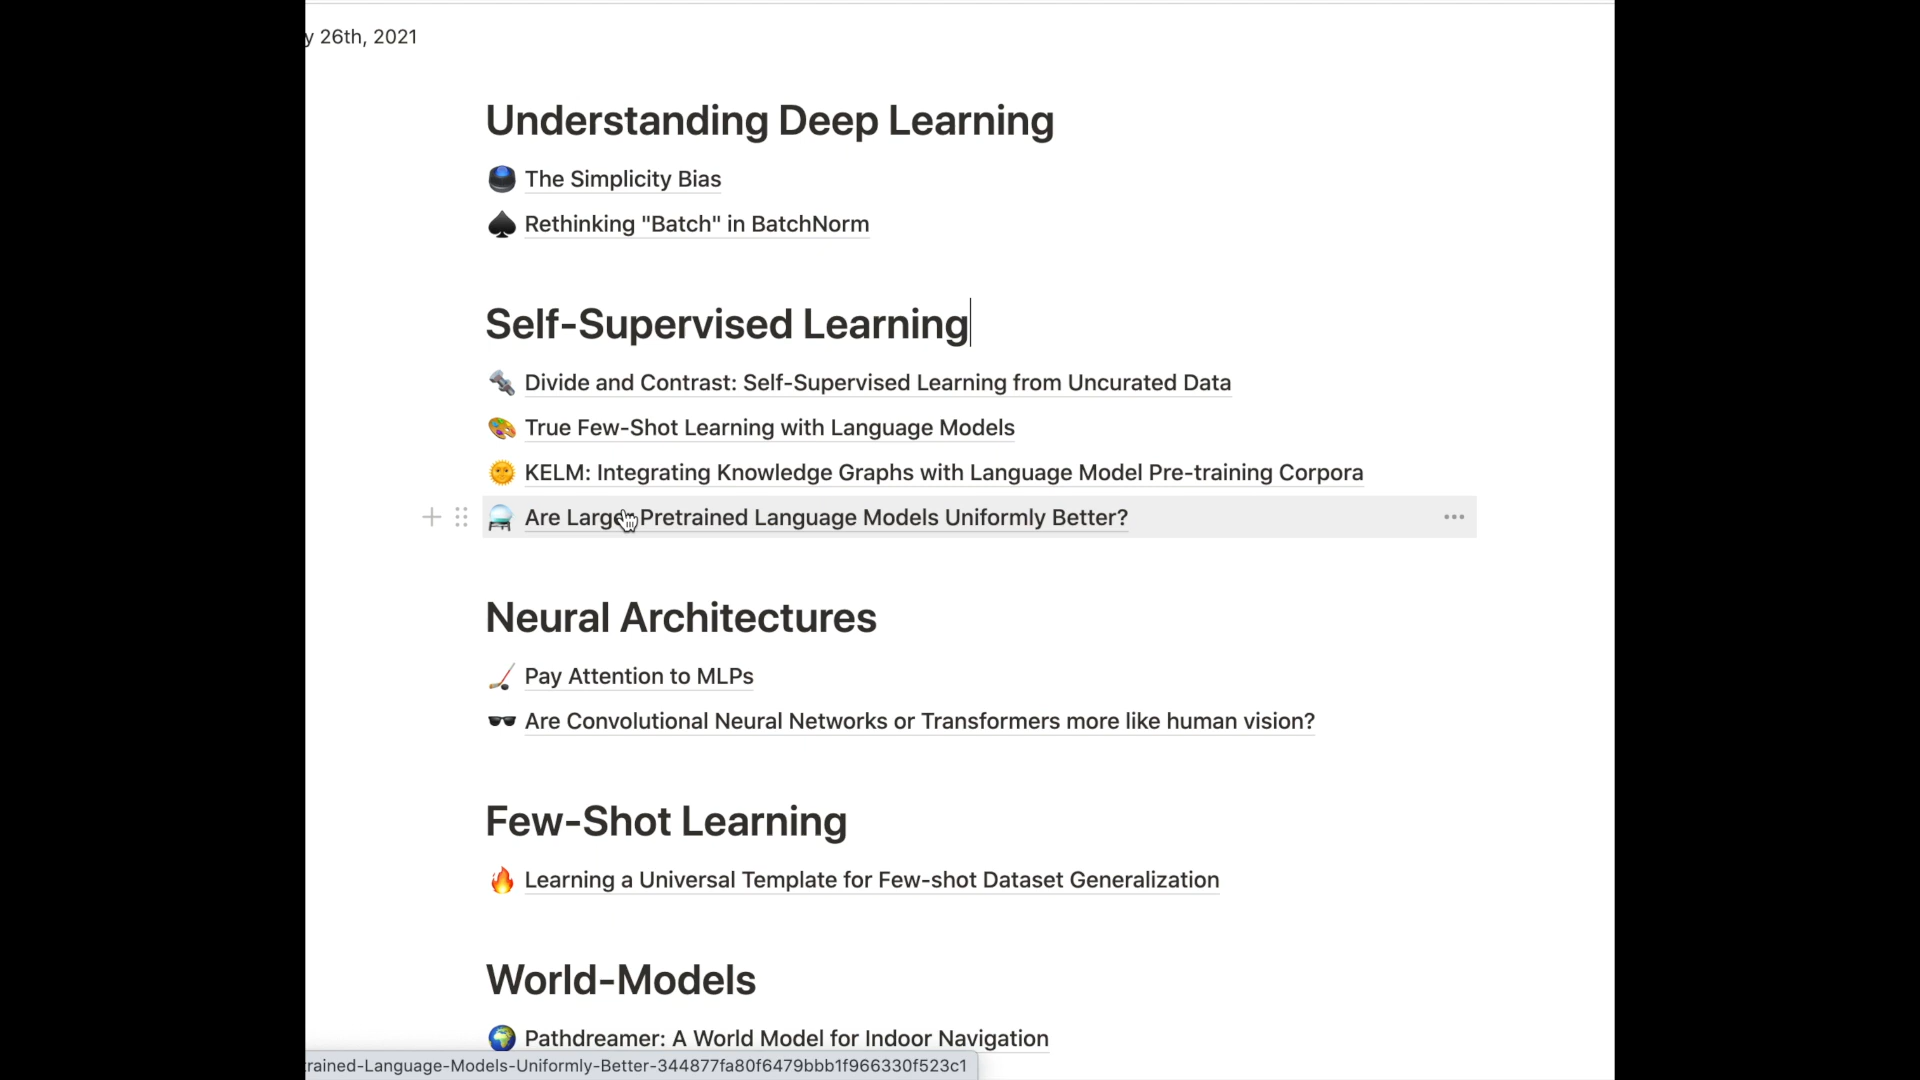 y 26th, 2021
Understanding Deep Learning
The Simplicity Bias
Rethinking "Batch" in BatchNorm
Self-Supervised Learning
Divide and Contrast: Self-Supervised Learning from Uncurated Data
True Few-Shot Learning with Language Models
KELM: Integrating Knowledge Graphs with Language Model Pre-training Corpora
Are Larger Pretrained Language Models Uniformly Better?
Neural Architectures
Pay Attention to MLPs
Are Convolutional Neural Networks or Transformers more like human vision?
Few-Shot Learning
Learning a Universal Template for Few-shot Dataset Generalization
World-Models
Pathdreamer: A World Model for Indoor Navigation
rained-Language-Models-Uniformly-Better-344877fa80f6479bbb1f966330f523c1